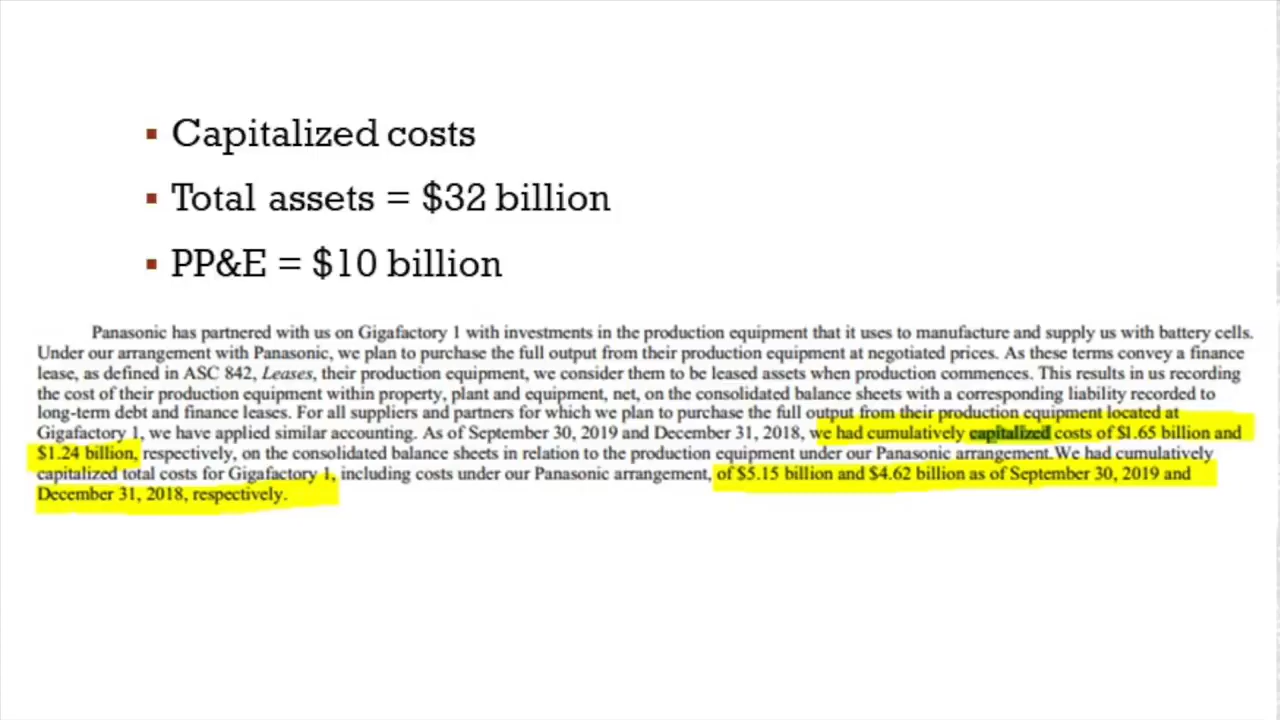 Capitalized costs
Total assets = $32 billion
PP&E = $10 billion
Panasonic has partnered with us on Gigafactory 1 with investments in the production equipment that it uses to manufacture and supply us with battery cells.
Under our arrangement with Panasonic, we plan to purchase the full output from their production equipment at negotiated prices. As these terms convey a finance
lease, as defined in ASC 842, Leases, their production equipment, we consider them to be leased assets when production commences. This results in us recording
the cost of their production equipment within property, plant and equipment, net, on the consolidated balance sheets with a corresponding liability recorded to
long-term debt and finance leases. For all suppliers and partners for which we plan to purchase the full output from their production equipment located at
Gigafactory 1, we have applied similar accounting. As of September 30, 2019 and December 31, 2018, we had cumulatively capitalized costs of $1.65 billion and
$1.24 billion, respectively, on the consolidated balance sheets in relation to the production equipment under our Panasonic arrangement. We had cumulatively
capitalized total costs for Gigafactory 1, including costs under our Panasonic arrangement, of $5.15 billion and $4.62 billion as of September 30, 2019 and
December 31, 2018, respectively.